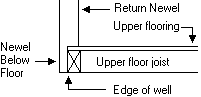 Return Newel
Upper flooring
Newel
Below
Floor
Upper floor joist
Edge of well